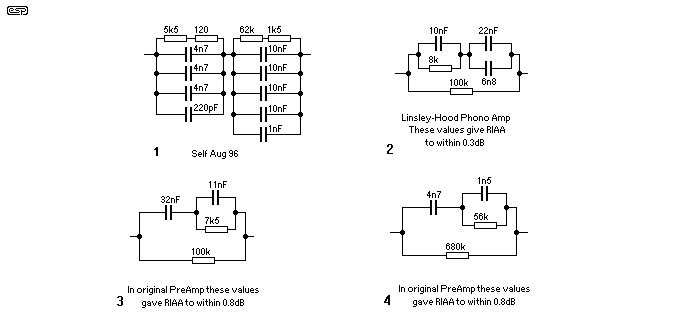 esp
5k5 120 62k 1k5
4n7 10nF
4n7 10nF
4n7 10nF
220pF 10nF
1nF
1 Self Aug 96
10nF 22nF
8k 6n8
100k
Linsley-Hood Phono Amp
2 These values give RIAA
to within 0.3dB
11nF
32nF
7k5
100k
In original PreAmp these values
3 gave RIAA to within 0.8dB
1n5
4n7
56k
680k
In original PreAmp these values
4 gave RIAA to within 0.8dB